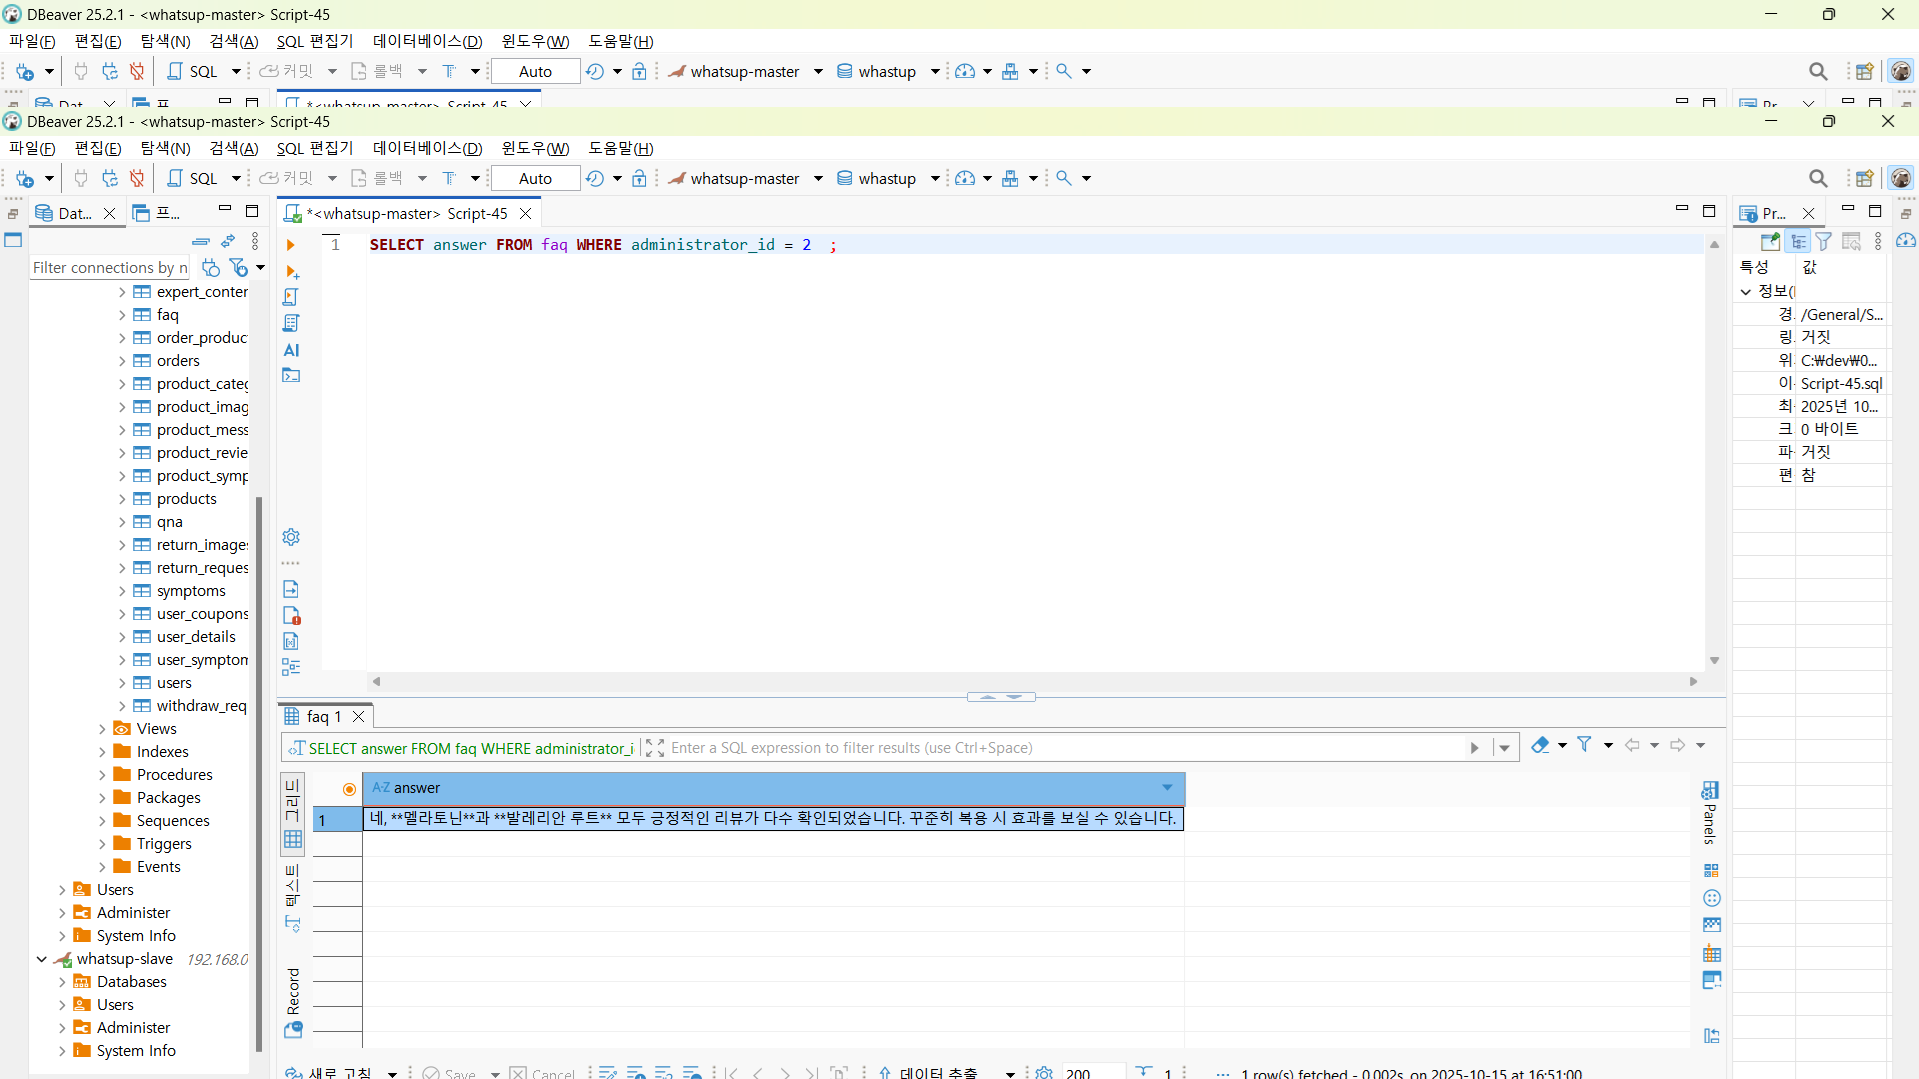 DBeaver 25.2.1 - <whatsup-master> Script-45
파일(F) 편집(E) 탐색(N) 검색(A) SQL 편집기 데이터베이스(D) 윈도우(W) 도움말(H)
SQL 커밋 롤백 T Auto whatsup-master whastup
Dat *<whatsup-master> Script-45
DBeaver 25.2.1 - <whatsup-master> Script-45
파일(F) 편집(E) 탐색(N) 검색(A) SQL 편집기 데이터베이스(D) 윈도우(W) 도움말(H)
SQL 커밋 롤백 T Auto whatsup-master whastup
Dat... 프... *<whatsup-master> Script-45 Pr...
Filter connections by n
expert_conter
faq
order_produc
orders
product_categ
product_imag
product_mess
product_revie
product_symp
products
qna
return_image
return_reques
symptoms
user_coupons
user_details
user_symptom
users
withdraw_req
Views
Indexes
Procedures
Packages
Sequences
Triggers
Events
Users
Administer
System Info
whatsup-slave 192.168.0
Databases
Users
Administer
System Info
1 SELECT answer FROM faq WHERE administrator_id = 2 ;
AI
faq 1
SELECT answer FROM faq WHERE administrator_i Enter a SQL expression to filter results (use Ctrl+Space)
그리드
텍스트
Record
A-Z answer
1 네, **멜라토닌**과 **발레리안 루트** 모두 긍정적인 리뷰가 다수 확인되었습니다. 꾸준히 복용 시 효과를 보실 수 있습니다.
Panels
새로 고침 Save Cancel 데이터 추출 200 1 ... 1 row(s) fetched - 0.002s, on 2025-10-15 at 16:51:00
특성 값
정보(
경 /General/S...
링 거짓
위 C:₩dev₩0...
이 Script-45.sql
최 2025년 10...
크 0 바이트
파 거짓
편 참